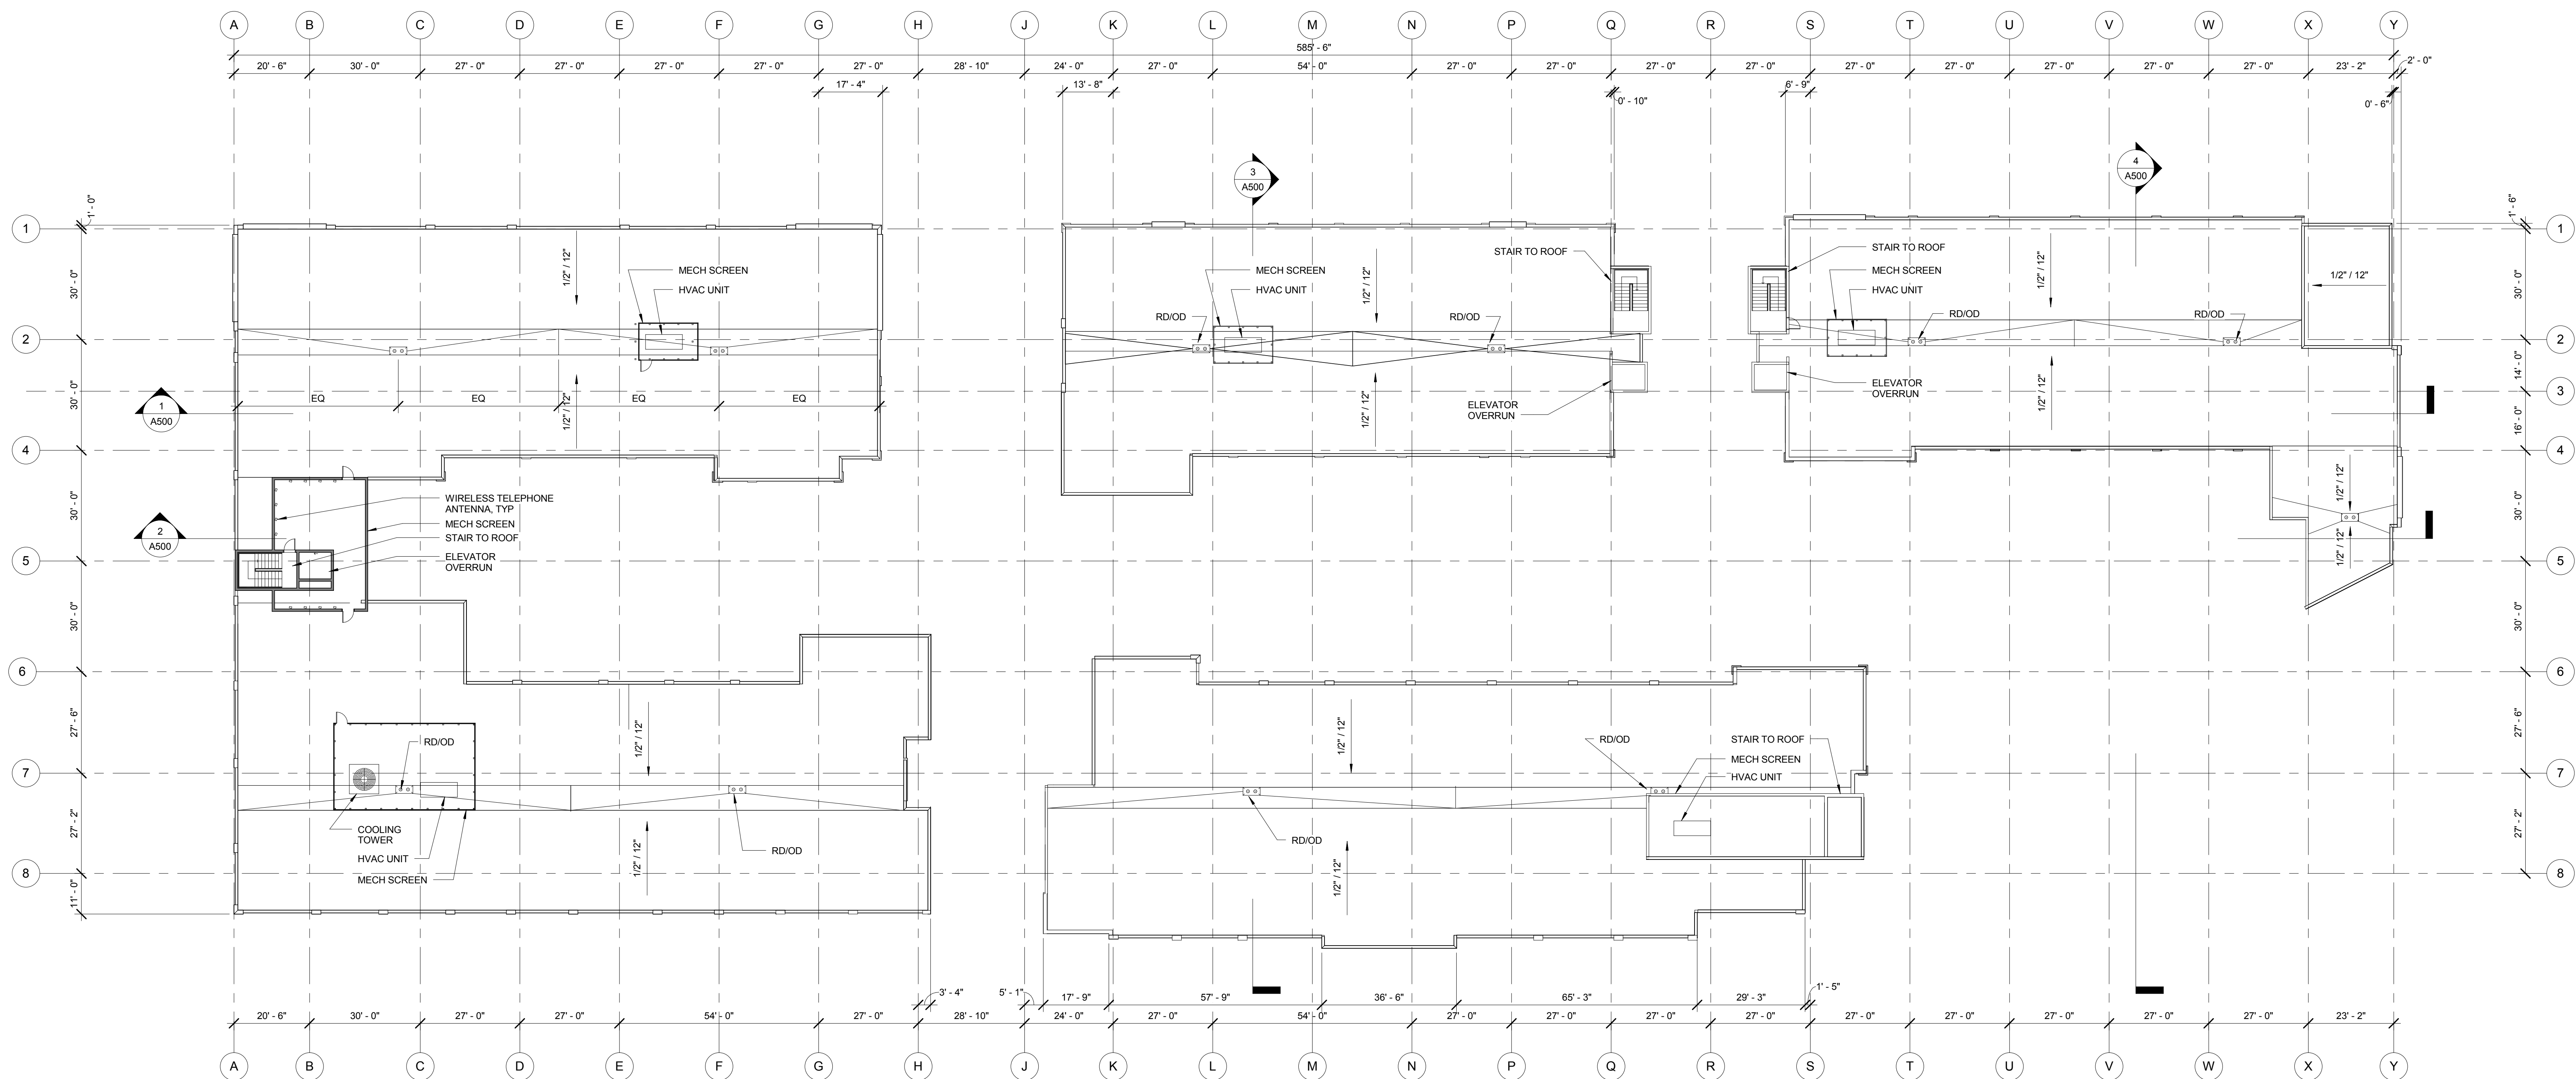 A B C D E F G H J K L M N P Q R S T U V W X Y
585' - 6"
20' - 6" 30' - 0" 27' - 0" 27' - 0" 27' - 0" 27' - 0" 27' - 0" 28' - 10" 24' - 0" 27' - 0" 54' - 0" 27' - 0" 27' - 0" 27' - 0" 27' - 0" 27' - 0" 27' - 0" 27' - 0" 27' - 0" 27' - 0" 23' - 2" 2' - 0"
17' - 4" 13' - 8" 0' - 10" 6' - 9" 0' - 6"
3
A500
4
A500
1' - 0"
1' - 6"
1
1
30' - 0"
1/2" / 12"
MECH SCREEN
HVAC UNIT
1/2" / 12"
MECH SCREEN
HVAC UNIT
STAIR TO ROOF
RD/OD
RD/OD
STAIR TO ROOF
MECH SCREEN
HVAC UNIT
RD/OD
RD/OD
1/2" / 12"
1/2" / 12"
30' - 0"
2
2
30' - 0"
14' - 0"
3
EQ EQ EQ EQ
1/2" / 12"
1/2" / 12"
ELEVATOR
OVERRUN
ELEVATOR
OVERRUN
1/2" / 12"
1
A500
16' - 0"
4
4
30' - 0"
WIRELESS TELEPHONE
ANTENNA, TYP
MECH SCREEN
STAIR TO ROOF
ELEVATOR
OVERRUN
2
A500
1/2" / 12"
1/2" / 12"
30' - 0"
5
5
30' - 0"
30' - 0"
6
6
27' - 6"
1/2" / 12"
RD/OD
1/2" / 12"
RD/OD
STAIR TO ROOF
MECH SCREEN
HVAC UNIT
27' - 6"
7
7
27' - 2"
COOLING
TOWER
HVAC UNIT
MECH SCREEN
1/2" / 12"
RD/OD
RD/OD
1/2" / 12"
27' - 2"
8
8
11' - 0"
3' - 4" 5' - 1" 17' - 9" 57' - 9" 36' - 6" 65' - 3" 29' - 3" 1' - 5"
20' - 6" 30' - 0" 27' - 0" 27' - 0" 54' - 0" 27' - 0" 28' - 10" 24' - 0" 27' - 0" 54' - 0" 27' - 0" 27' - 0" 27' - 0" 27' - 0" 27' - 0" 27' - 0" 27' - 0" 27' - 0" 27' - 0" 27' - 0" 23' - 2"
A B C D E F G H J K L M N P Q R S T U V W X Y